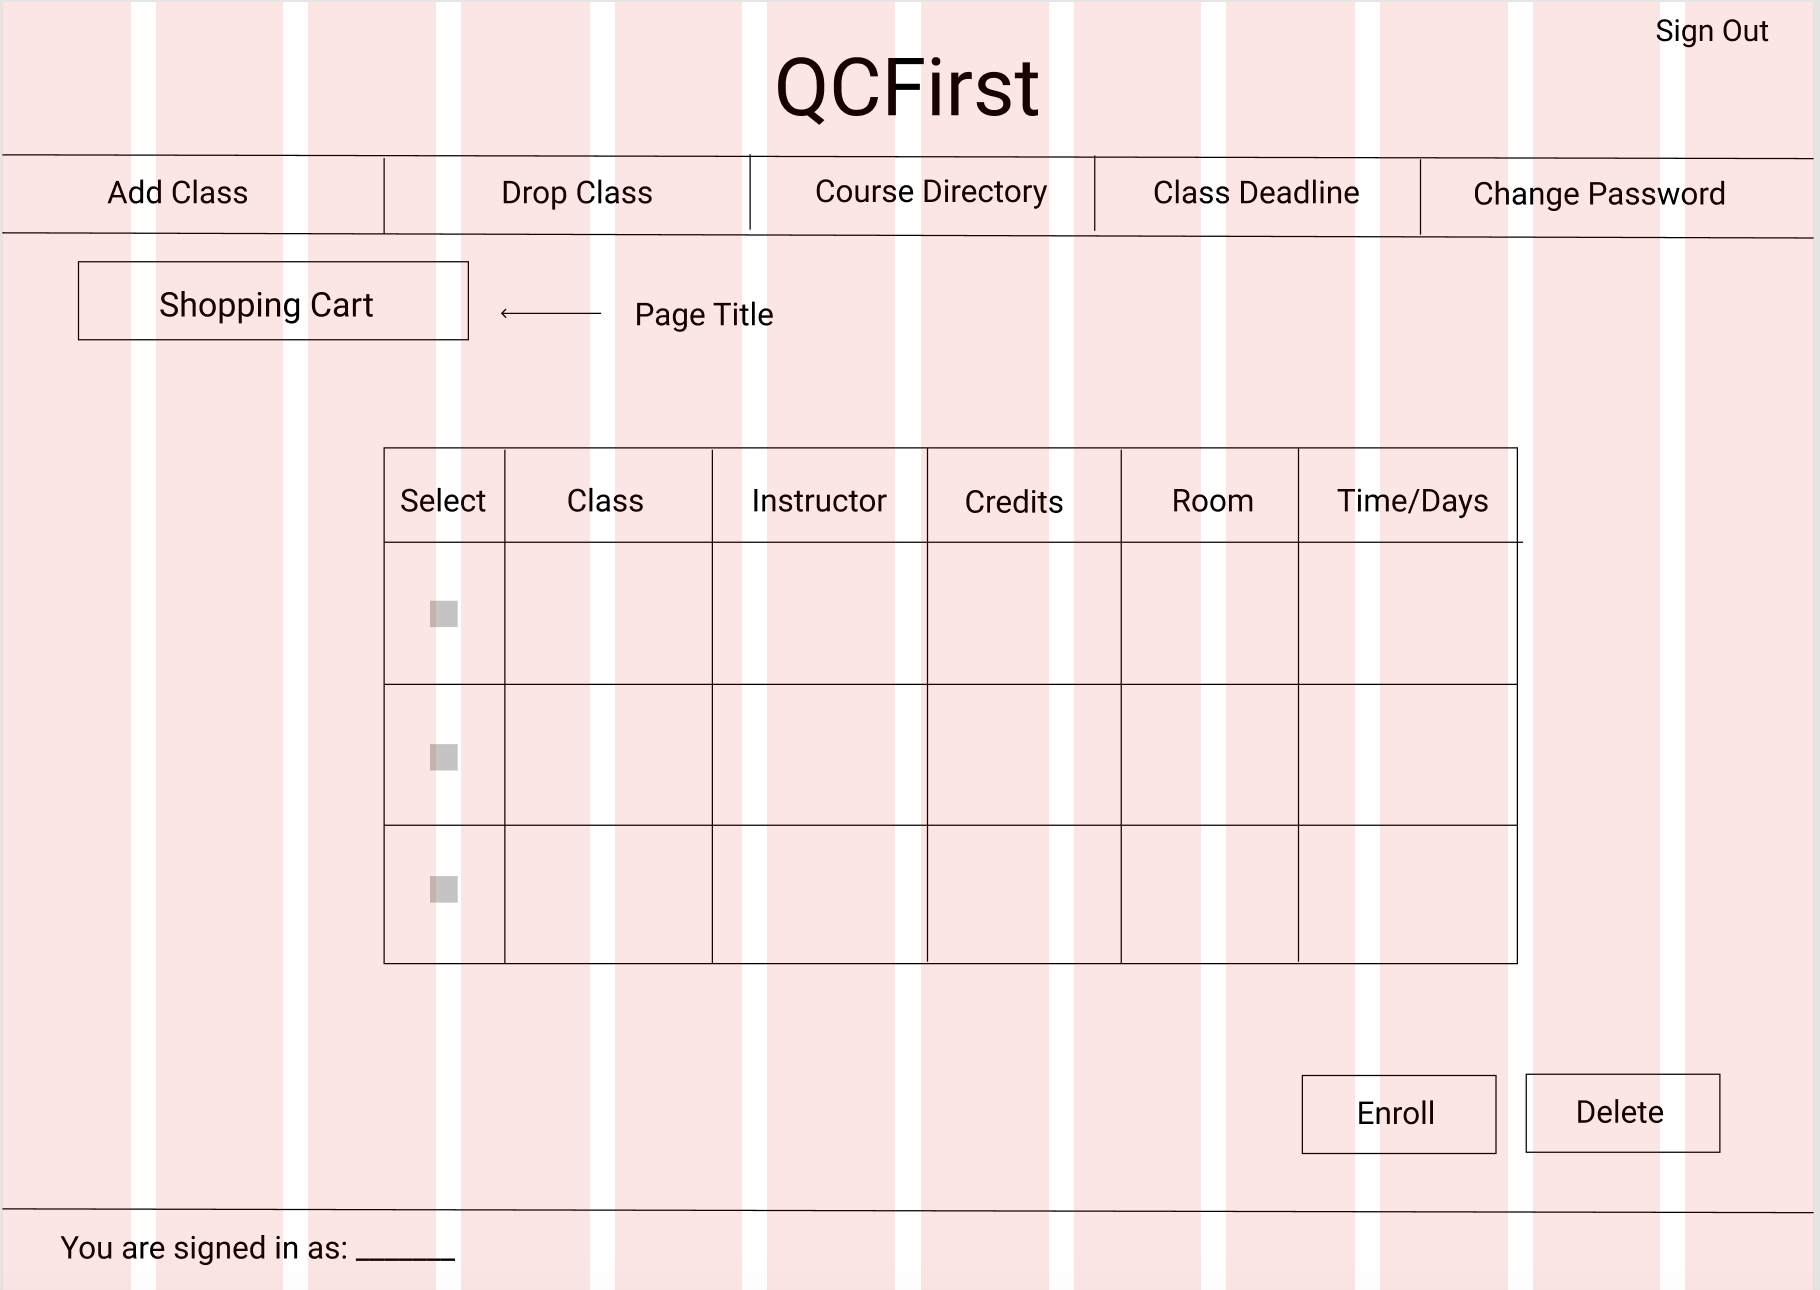 Sign Out
QCFirst
Add Class Drop Class Course Directory Class Deadline Change Password
Shopping Cart Page Title
Select Class Instructor Credits Room Time/Days
Enroll Delete
You are signed in as: _______